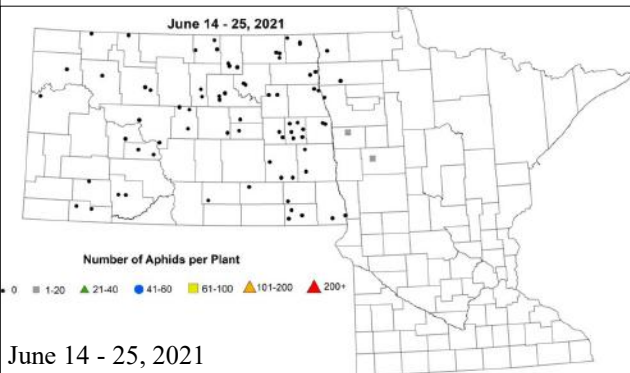 June 14 - 25, 2021
Number of Aphids per Plant
0 1-20 21-40 41-60 61-100 101-200 200+
June 14 - 25, 2021